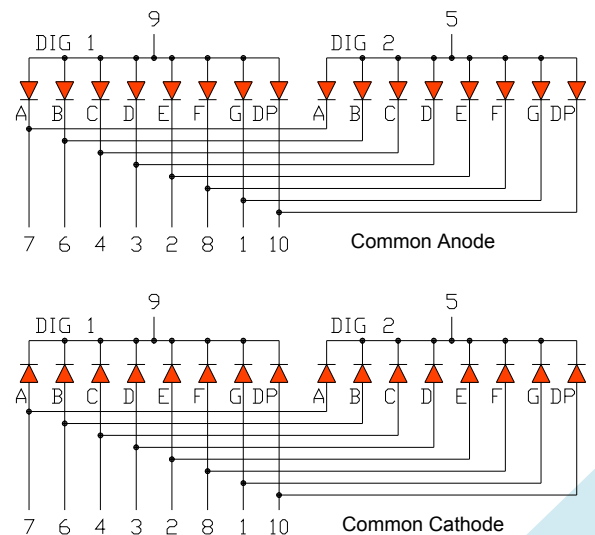 9 5
DIG 1 DIG 2
A B C D E F G DP A B C D E F G DP
7 6 4 3 2 8 1 10 Common Anode
9 5
DIG 1 DIG 2
A B C D E F G DP A B C D E F G DP
7 6 4 3 2 8 1 10 Common Cathode